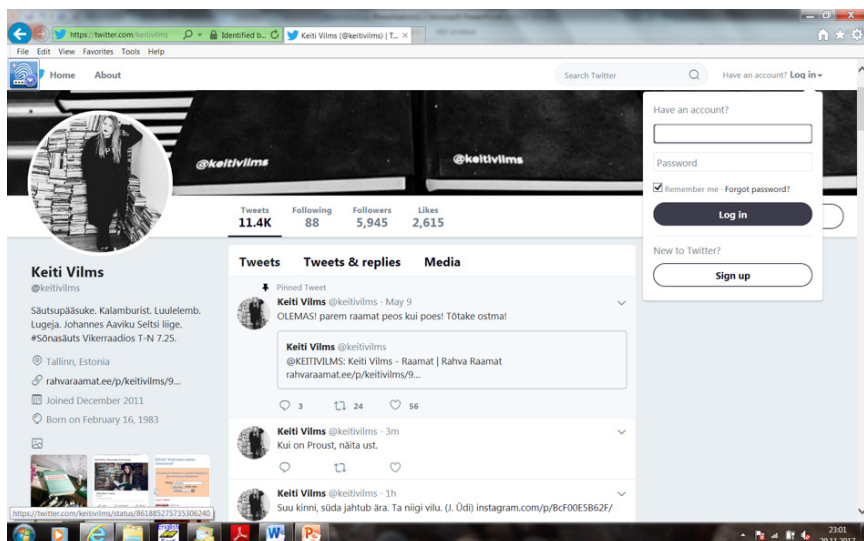 https://twitter.com/keitivilms
Identified b...
Keiti Vilms (@keitivilms) | T...
File Edit View Favorites Tools Help
Home About
Search Twitter
Have an account? Log in
@keitivilms
@keitivilms
Have an account?
Password
Remember me · Forgot password?
Log in
New to Twitter?
Sign up
Tweets Following Followers Likes
11.4K 88 5,945 2,615
Keiti Vilms
@keitivilms
Säutsupääsuke. Kalamburist. Luulelemb.
Lugeja. Johannes Aaviku Seltsi liige.
#Sõnasäuts Vikerraadios T-N 7.25.
Tallinn, Estonia
rahvaraamat.ee/p/keitivilms/9...
Joined December 2011
Born on February 16, 1983
Tweets Tweets & replies Media
Pinned Tweet
Keiti Vilms @keitivilms · May 9
OLEMAS! parem raamat peos kui poes! Tõtake ostma!
Keiti Vilms @keitivilms
@KEITIVILMS: Keiti Vilms - Raamat | Rahva Raamat
rahvaraamat.ee/p/keitivilms/9...
3 24 56
Keiti Vilms @keitivilms · 3m
Kui on Proust, näita ust.
Keiti Vilms @keitivilms · 1h
Suu kinni, süda jahtub ära. Ta niigi vilu. (J. Üdi) instagram.com/p/BcF00E5B62F/
https://twitter.com/keitivilms/status/861885275735306240
English
23:01
29.11.2017